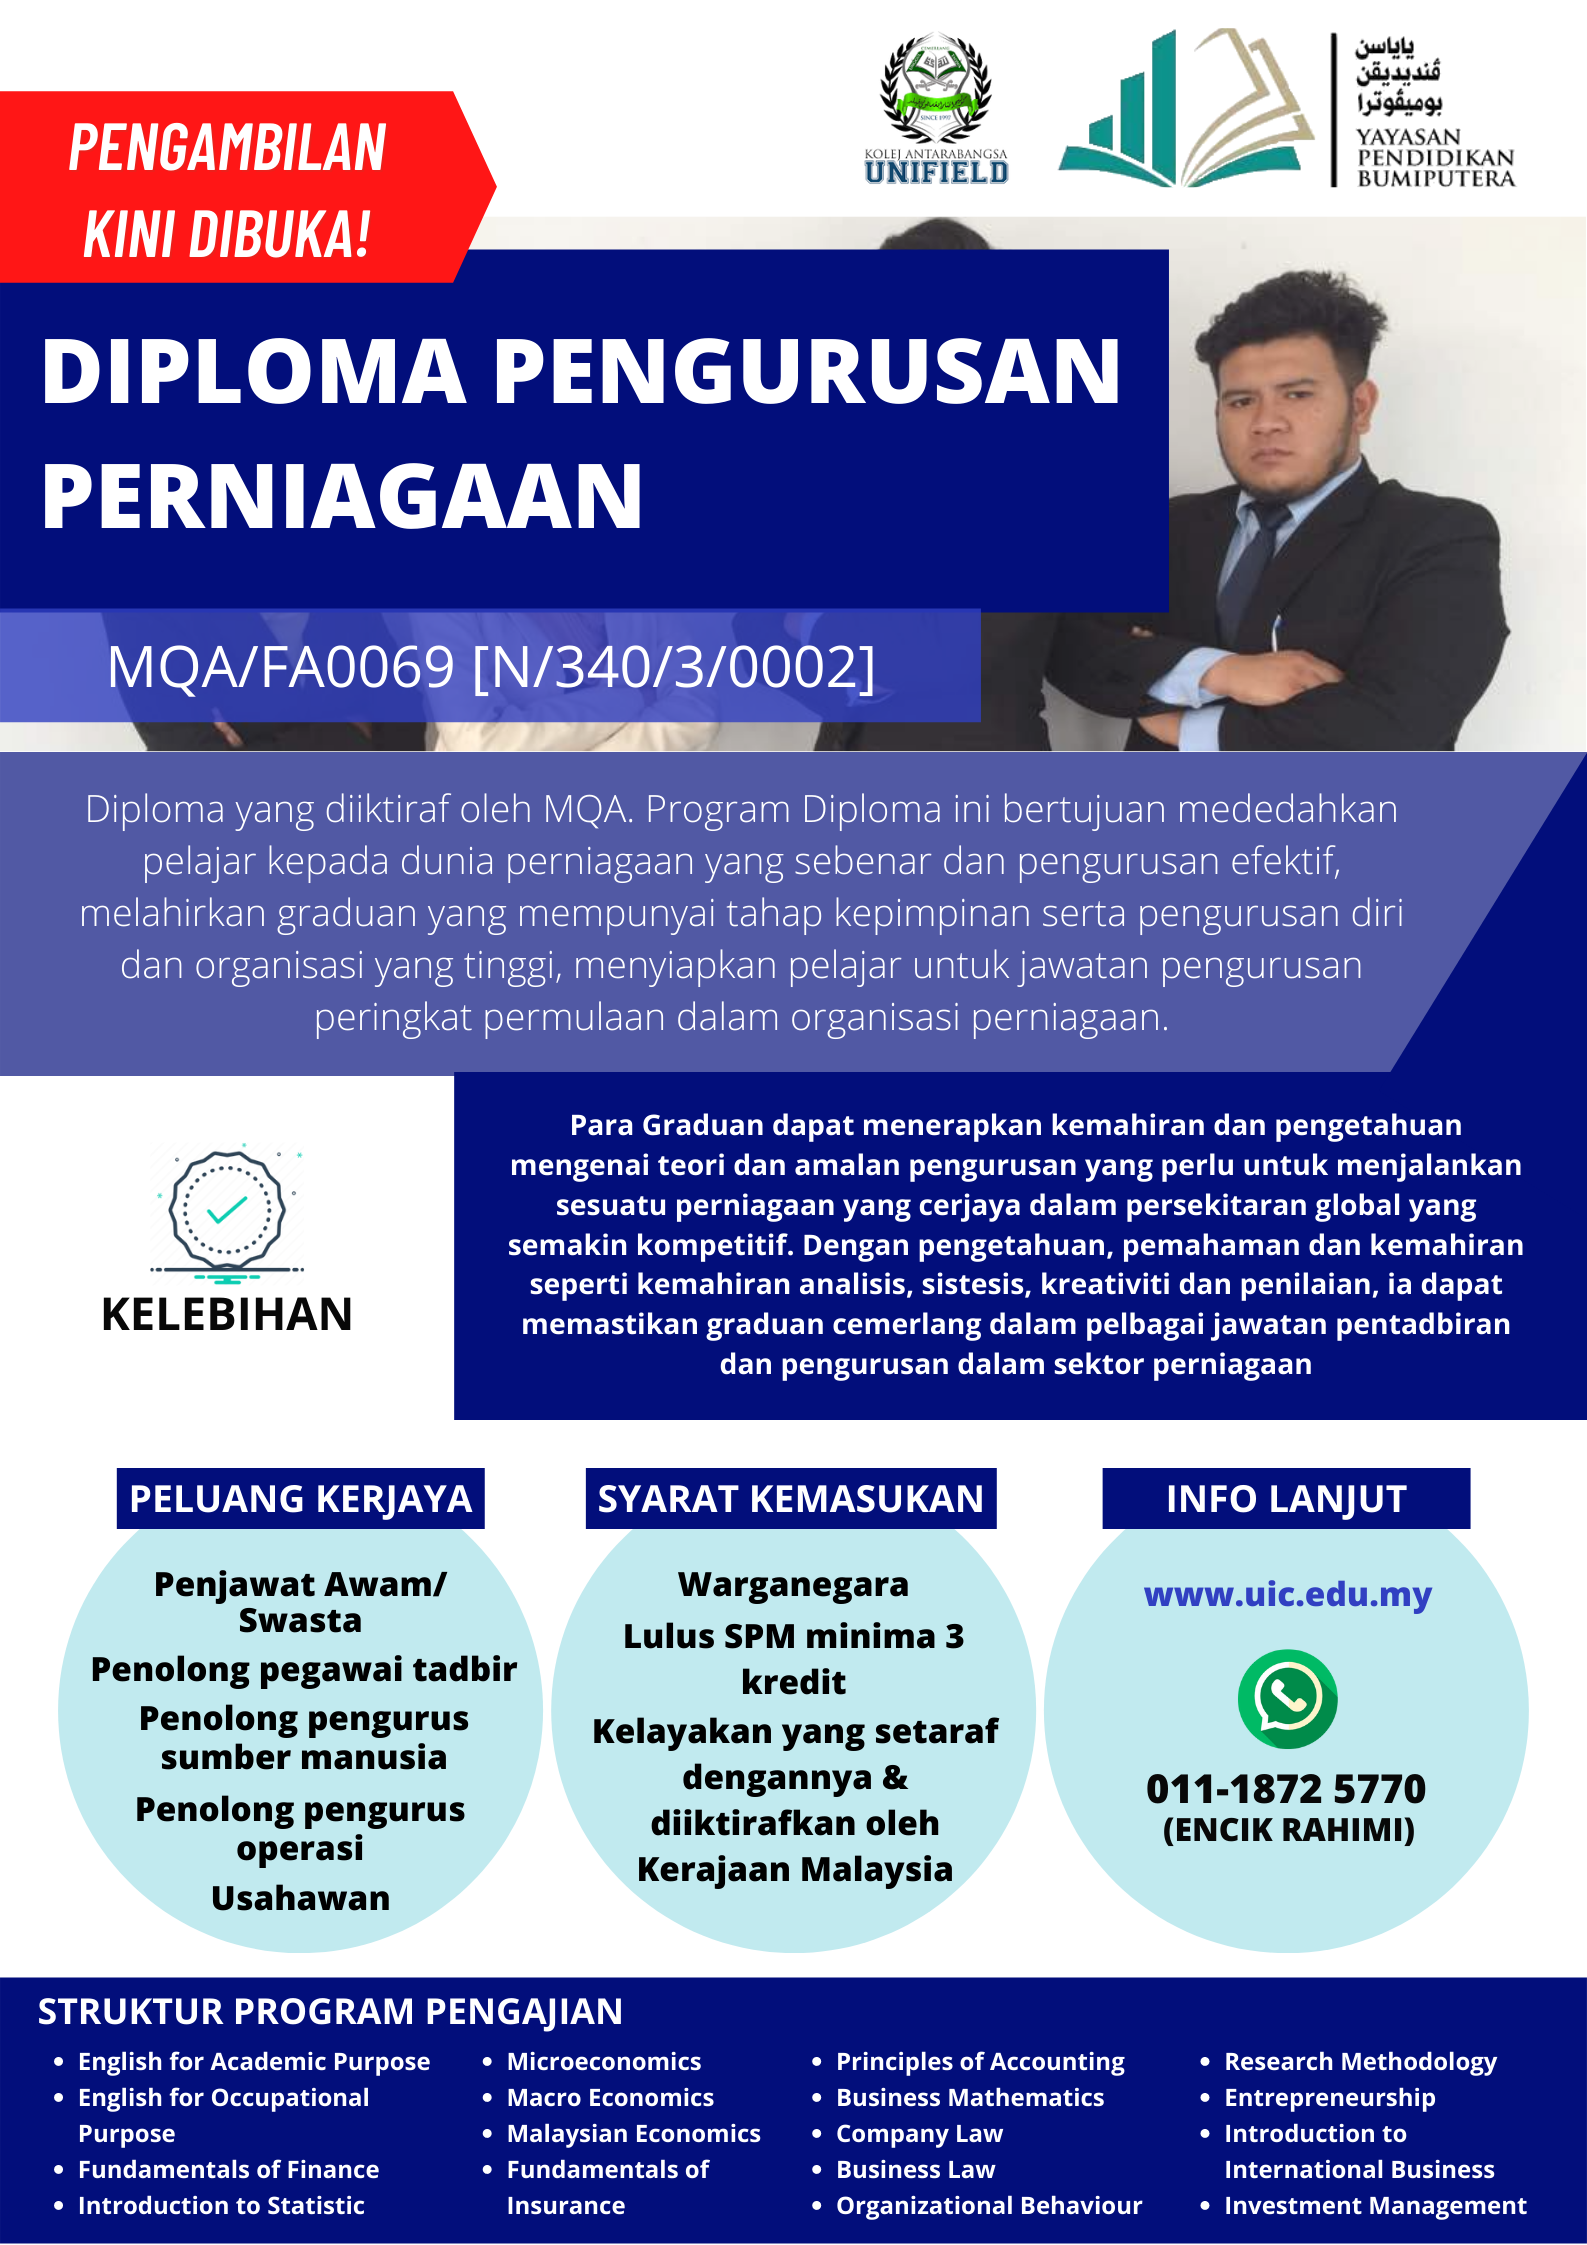 KOLEJ ANTARABANGSA
UNIFIELD
SINCE 1997
ياياسن
ڤنديديقن
بوميڤوترا
YAYASAN
PENDIDIKAN
BUMIPUTERA
PENGAMBILAN
KINI DIBUKA!
DIPLOMA PENGURUSAN
PERNIAGAAN
MQA/FA0069 [N/340/3/0002]
Diploma yang diiktiraf oleh MQA. Program Diploma ini bertujuan mededahkan
pelajar kepada dunia perniagaan yang sebenar dan pengurusan efektif,
melahirkan graduan yang mempunyai tahap kepimpinan serta pengurusan diri
dan organisasi yang tinggi, menyiapkan pelajar untuk jawatan pengurusan
peringkat permulaan dalam organisasi perniagaan.
KELEBIHAN
Para Graduan dapat menerapkan kemahiran dan pengetahuan
mengenai teori dan amalan pengurusan yang perlu untuk menjalankan
sesuatu perniagaan yang cerjaya dalam persekitaran global yang
semakin kompetitif. Dengan pengetahuan, pemahaman dan kemahiran
seperti kemahiran analisis, sistesis, kreativiti dan penilaian, ia dapat
memastikan graduan cemerlang dalam pelbagai jawatan pentadbiran
dan pengurusan dalam sektor perniagaan
PELUANG KERJAYA
Penjawat Awam/
Swasta
Penolong pegawai tadbir
Penolong pengurus
sumber manusia
Penolong pengurus
operasi
Usahawan
SYARAT KEMASUKAN
Warganegara
Lulus SPM minima 3
kredit
Kelayakan yang setaraf
dengannya &
diiktirafkan oleh
Kerajaan Malaysia
INFO LANJUT
www.uic.edu.my
011-1872 5770
(ENCIK RAHIMI)
STRUKTUR PROGRAM PENGAJIAN
• English for Academic Purpose
• English for Occupational
Purpose
• Fundamentals of Finance
• Introduction to Statistic
• Microeconomics
• Macro Economics
• Malaysian Economics
• Fundamentals of
Insurance
• Principles of Accounting
• Business Mathematics
• Company Law
• Business Law
• Organizational Behaviour
• Research Methodology
• Entrepreneurship
• Introduction to
International Business
• Investment Management